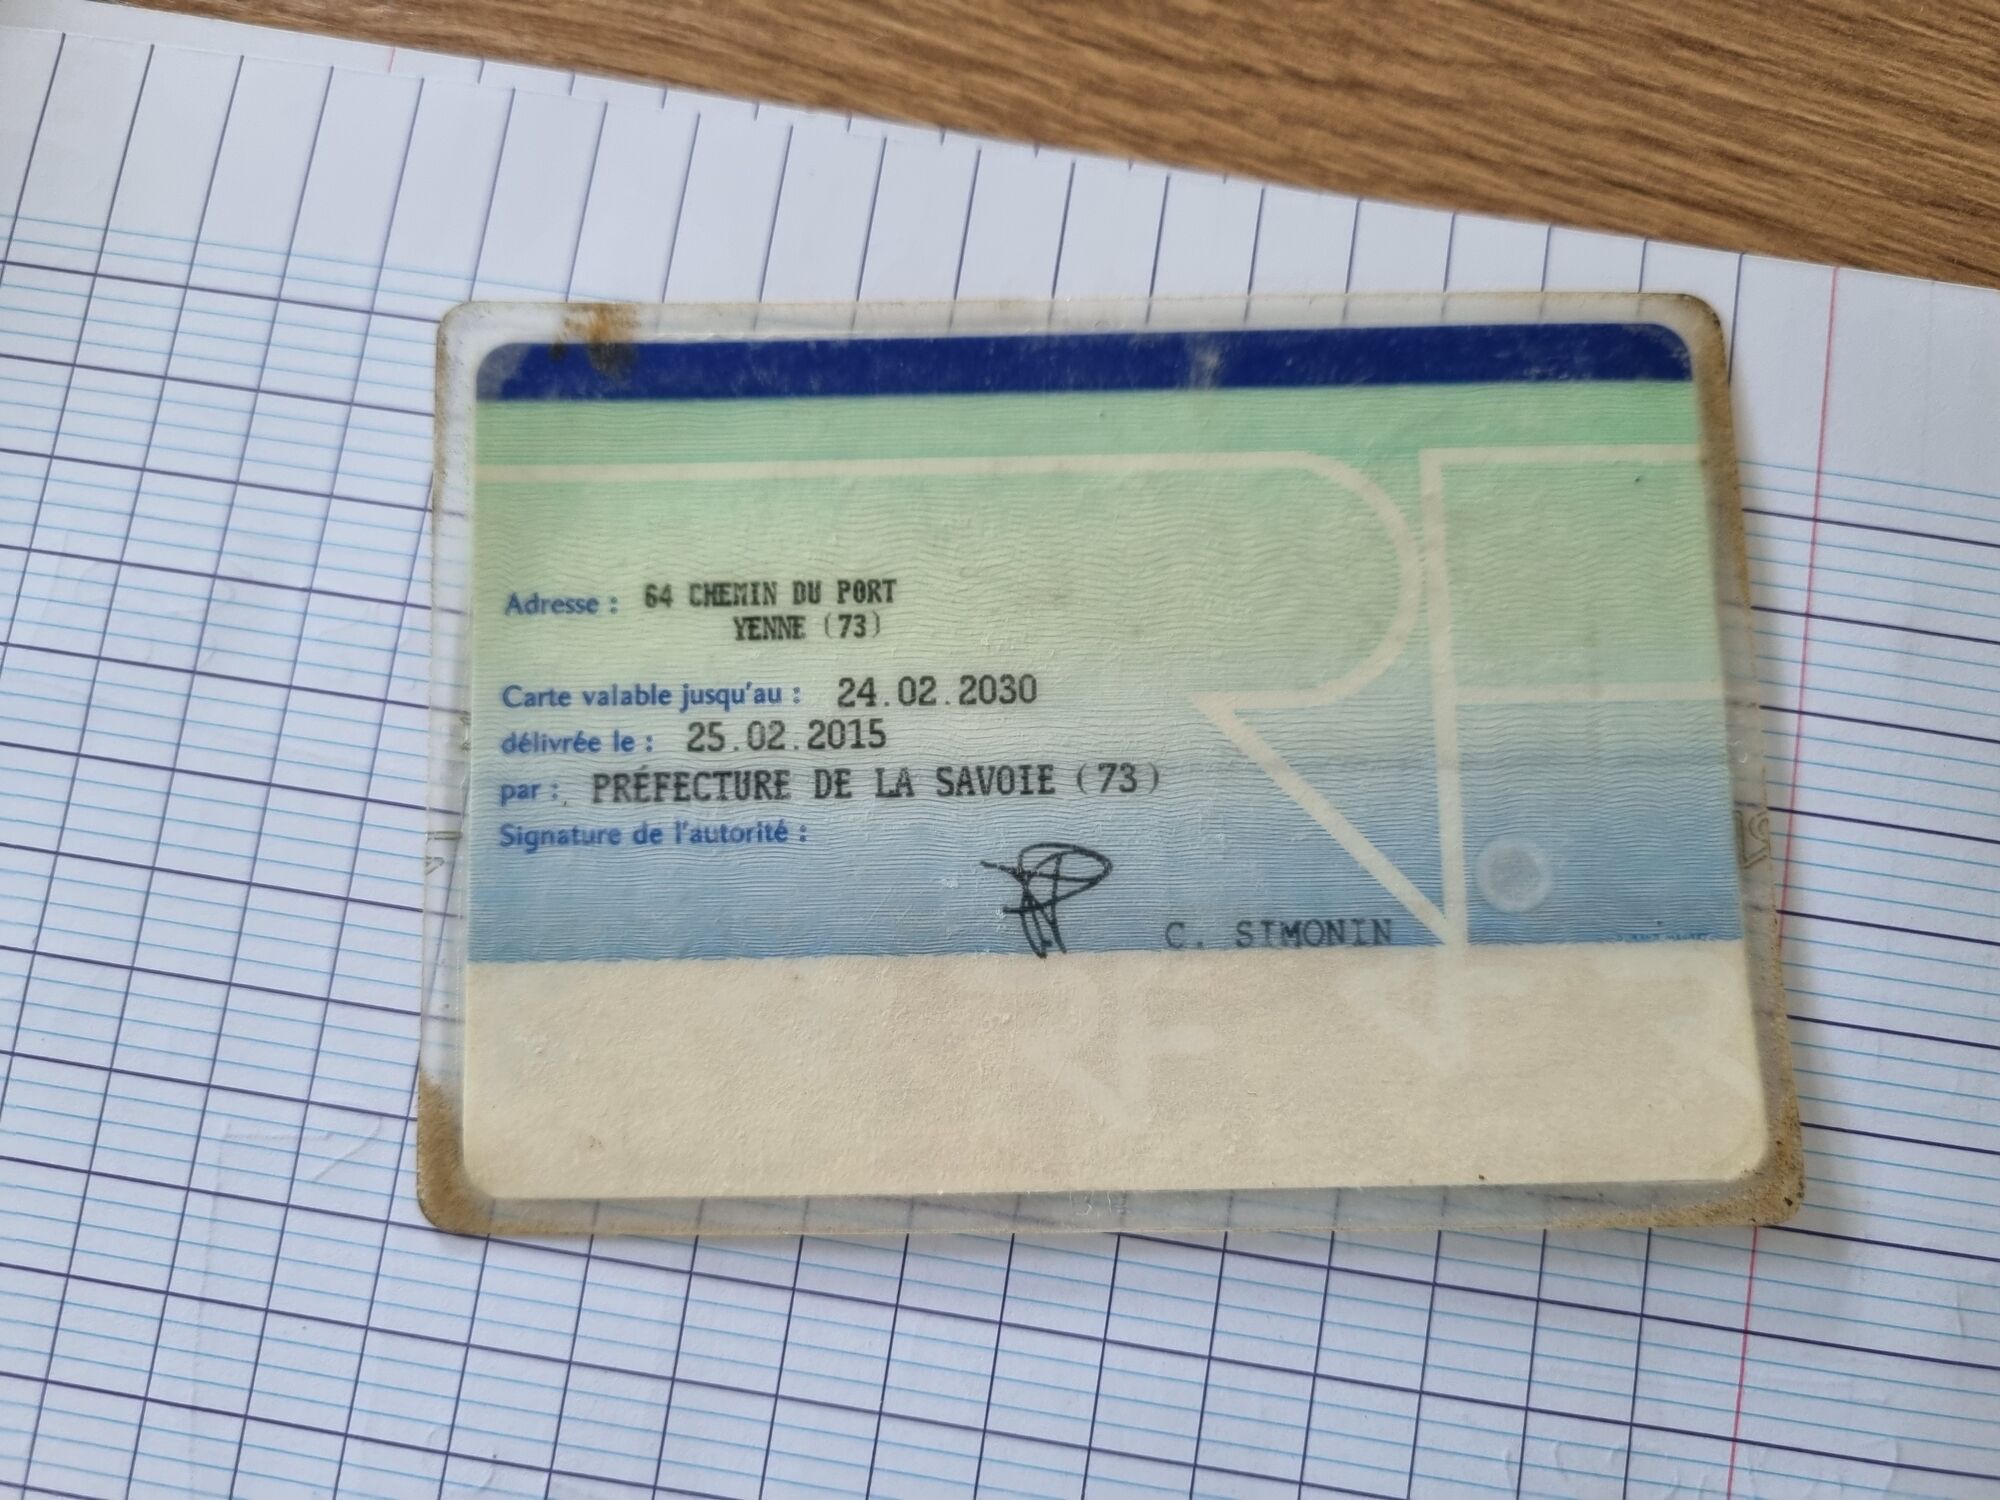 Adresse : 64 CHEMIN DU PORT
YENNE (73)
Carte valable jusqu'au : 24.02.2030
délivrée le : 25.02.2015
par : PRÉFECTURE DE LA SAVOIE (73)
Signature de l'autorité :
C. SIMONIN
RF